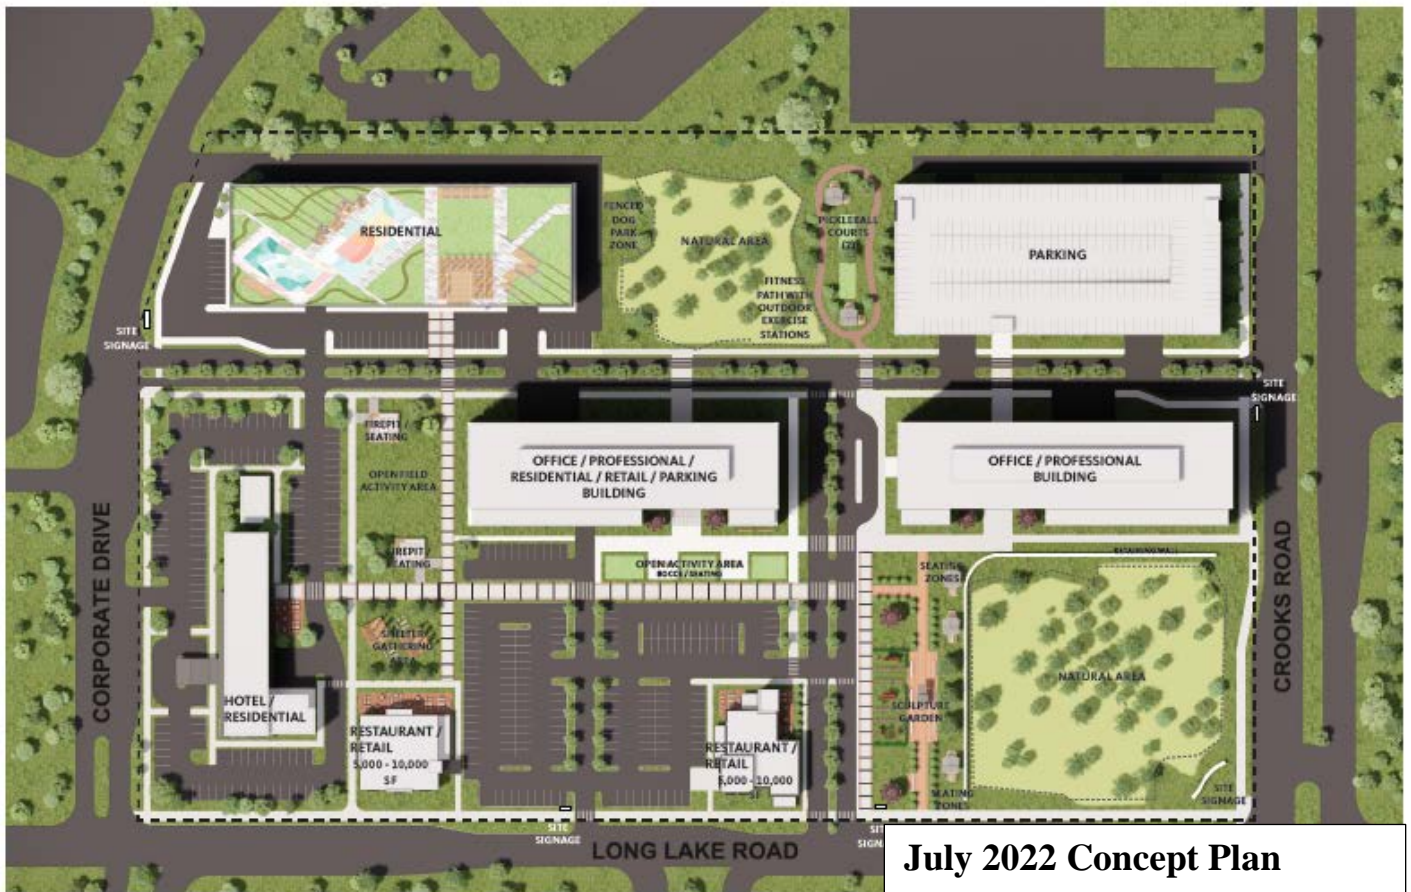 RESIDENTIAL
FENCED
DOG
PARK
ZONE
NATURAL AREA
PICKLEBALL
COURTS
(2)
FITNESS
PATH WITH
OUTDOOR
EXERCISE
STATIONS
PARKING
SITE
SIGNAGE
SITE
SIGNAGE
FIREPIT /
SEATING
OPEN FIELD
ACTIVITY AREA
OFFICE / PROFESSIONAL /
RESIDENTIAL / RETAIL / PARKING
BUILDING
OFFICE / PROFESSIONAL
BUILDING
CORPORATE DRIVE
CROOKS ROAD
FIREPIT
SEATING
OPEN ACTIVITY AREA
BOCCE / SEATING
RETAINING WALL
SEATING
ZONES
SHELTER/
GATHERING
AREA
NATURAL AREA
SCULPTURE
GARDEN
HOTEL /
RESIDENTIAL
RESTAURANT /
RETAIL
5,000 - 10,000
SF
RESTAURANT /
RETAIL
5,000 - 10,000
SF
SEATING
ZONES
SITE
SIGNAGE
SITE
SIGNAGE
LONG LAKE ROAD
July 2022 Concept Plan